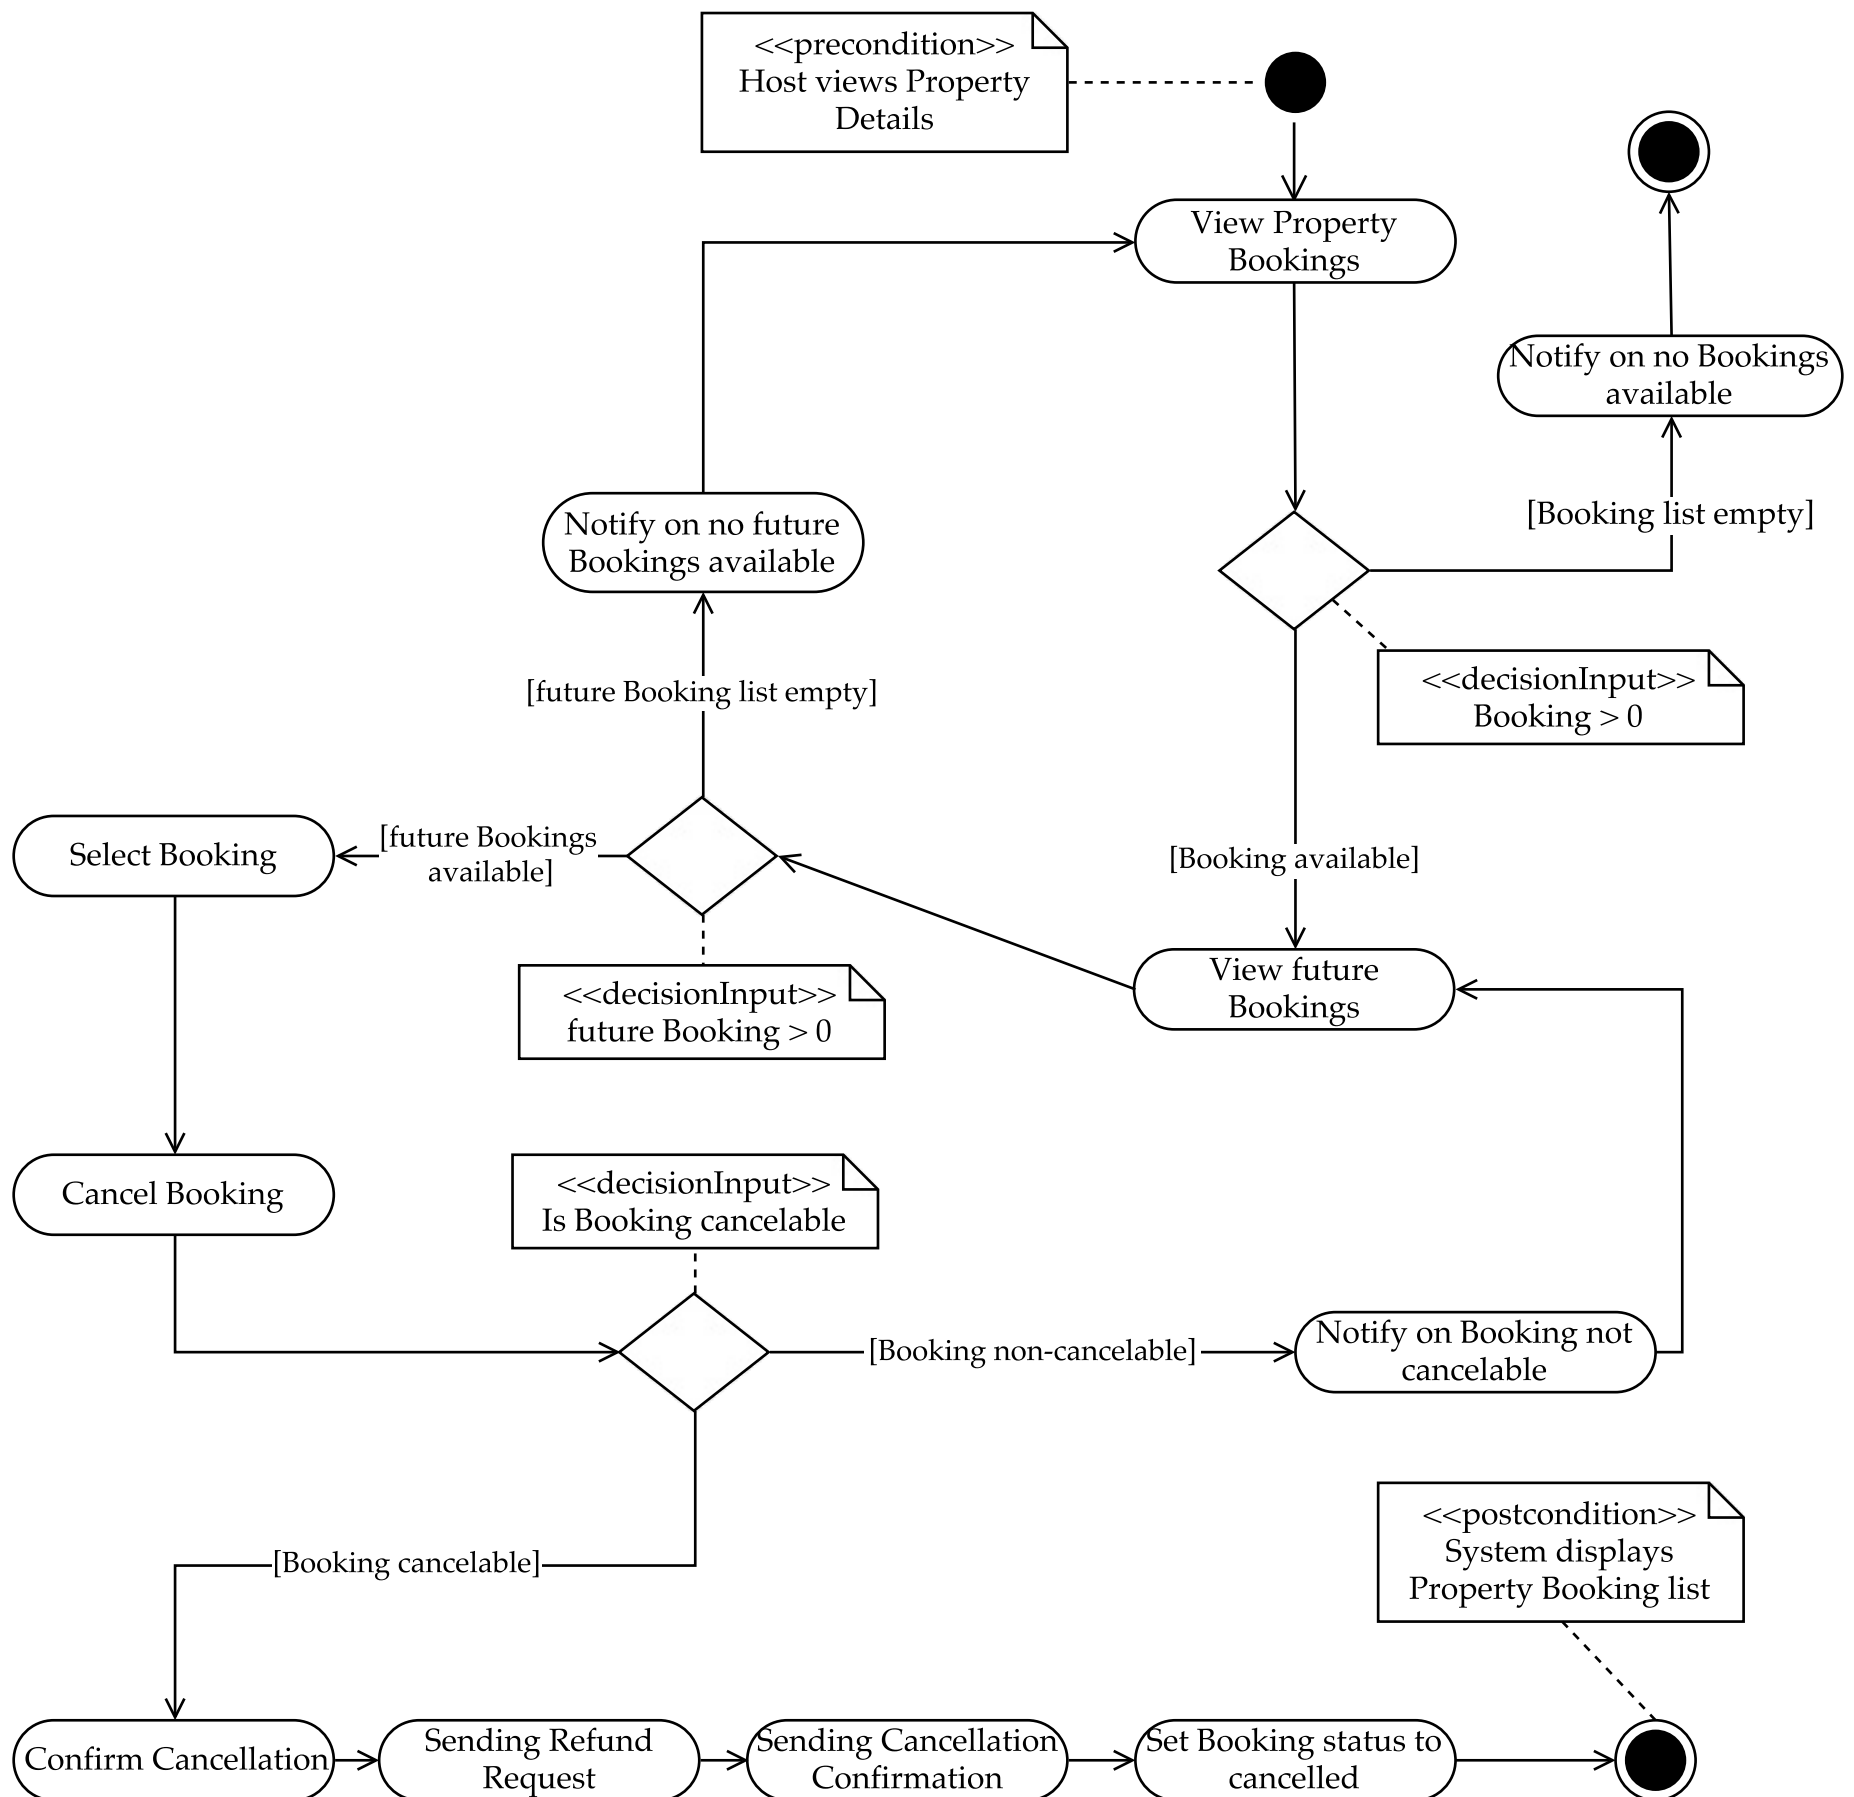 <<precondition>>
Host views Property
Details
View Property
Bookings
Notify on no Bookings
available
[Booking list empty]
Notify on no future
Bookings available
<<decisionInput>>
Booking > 0
[future Booking list empty]
Select Booking
[future Bookings
available]
[Booking available]
<<decisionInput>>
future Booking > 0
View future
Bookings
Cancel Booking
<<decisionInput>>
Is Booking cancelable
[Booking non-cancelable]
Notify on Booking not
cancelable
[Booking cancelable]
<<postcondition>>
System displays
Property Booking list
Confirm Cancellation
Sending Refund
Request
Sending Cancellation
Confirmation
Set Booking status to
cancelled